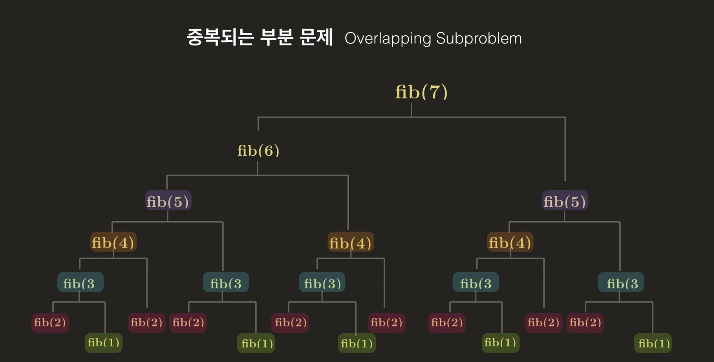 중복되는 부분 문제 Overlapping Subproblem
fib(7)
fib(6)
fib(5) fib(5)
fib(4) fib(4) fib(4)
fib(3 fib(3 fib(3) fib(3 fib(3
fib(2) fib(2) fib(2) fib(2) fib(2) fib(2) fib(2) fib(2)
fib(1) fib(1) fib(1) fib(1) fib(1)